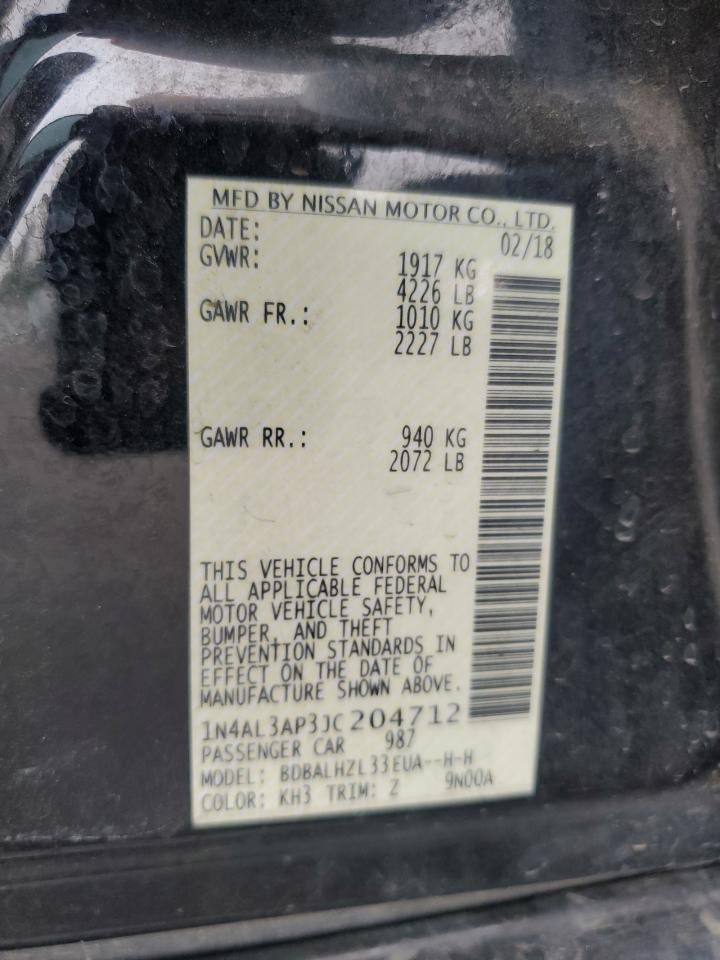 MFD BY NISSAN MOTOR CO., LTD.
DATE: 02/18
GVWR: 1917 KG
4226 LB
GAWR FR.: 1010 KG
2227 LB
GAWR RR.: 940 KG
2072 LB
THIS VEHICLE CONFORMS TO
ALL APPLICABLE FEDERAL
MOTOR VEHICLE SAFETY,
BUMPER, AND THEFT
PREVENTION STANDARDS IN
EFFECT ON THE DATE OF
MANUFACTURE SHOWN ABOVE.
1N4AL3AP3JC204712
PASSENGER CAR 987
MODEL: BDBALHZL33EUA--H-H
COLOR: KH3 TRIM: Z 9N00A